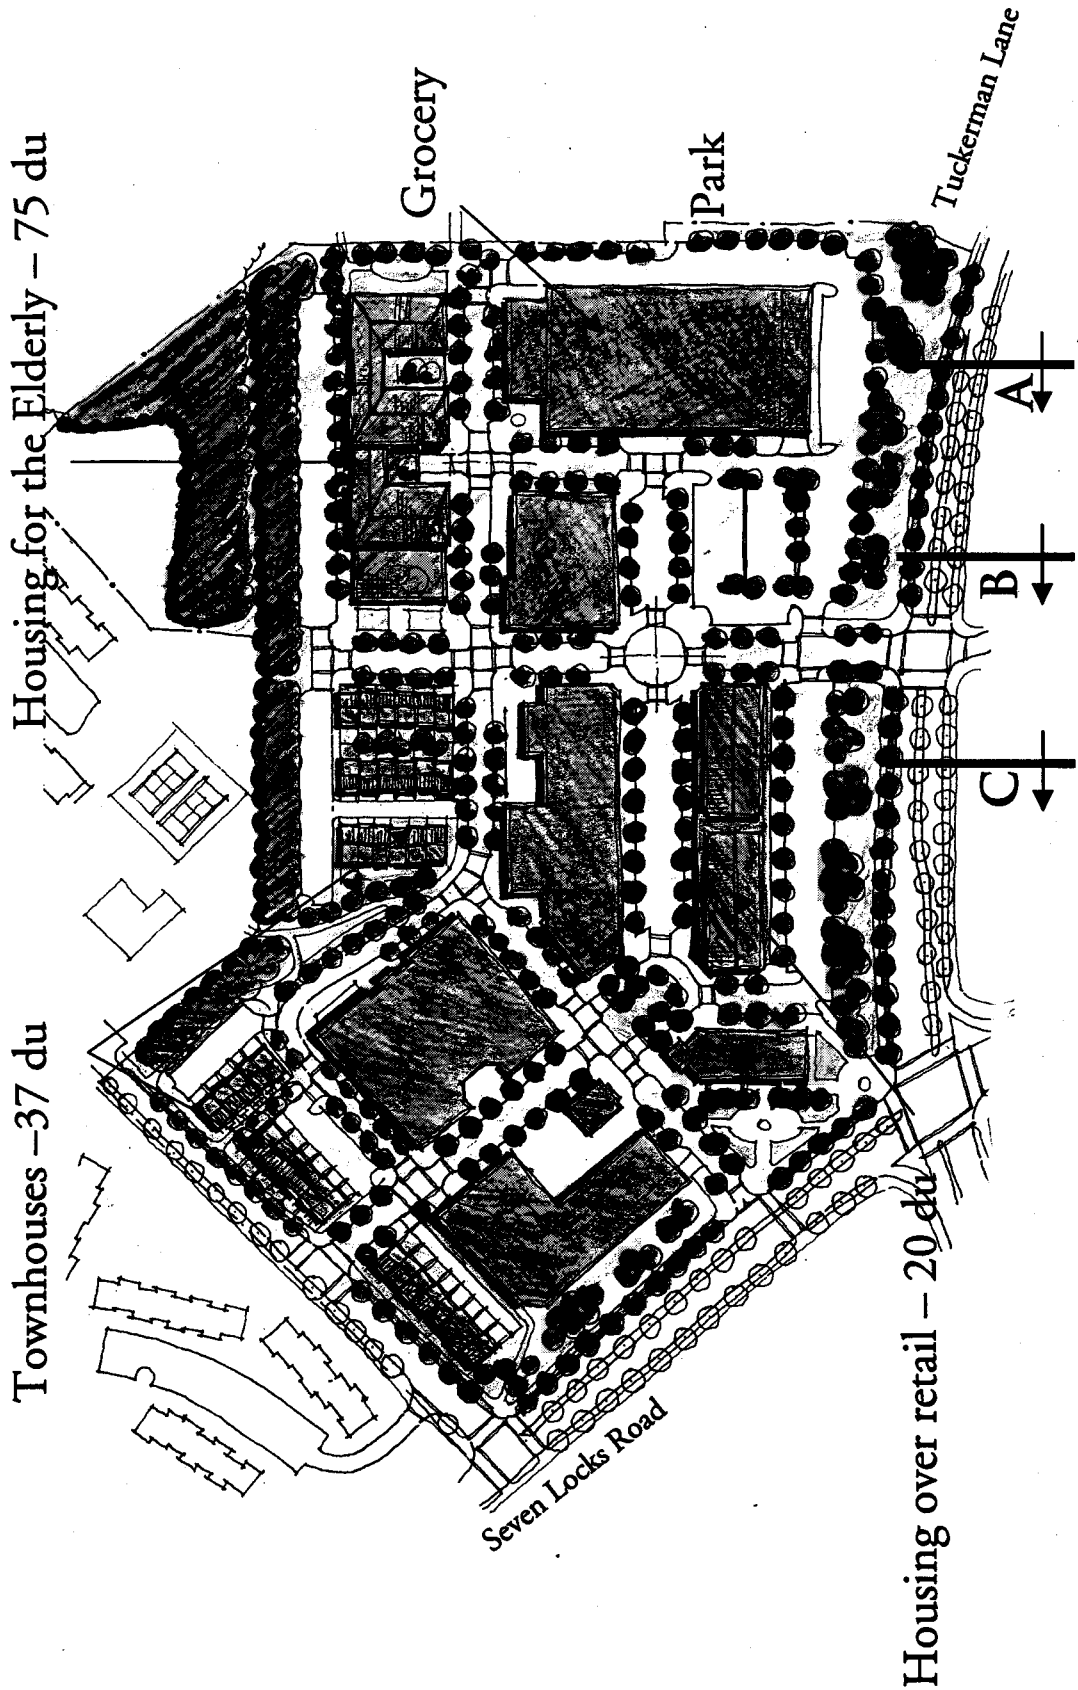 Townhouses –37 du
Housing for the Elderly – 75 du
Grocery
Park
Tuckerman Lane
Seven Locks Road
Housing over retail – 20 du
C
B
A